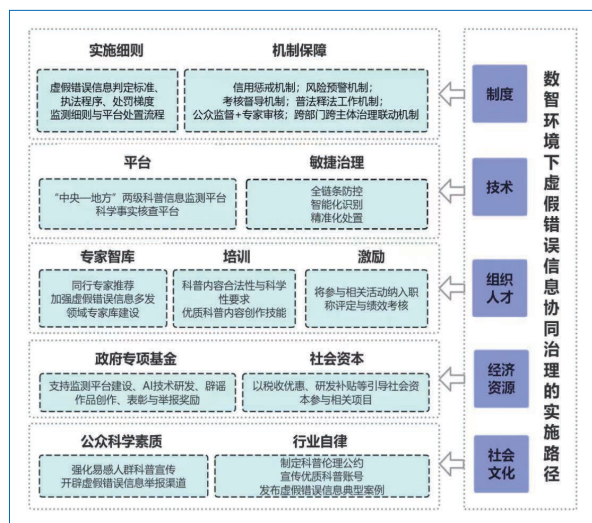 实施细则
机制保障
虚假错误信息判定标准、
执法程序、处罚梯度
监测细则与平台处置流程
信用惩戒机制；风险预警机制；
考核督导机制；普法释法工作机制；
公众监督+专家审核；跨部门跨主体治理联动机制
制度
平台
敏捷治理
“中央—地方”两级科普信息监测平台
科学事实核查平台
全链条防控
智能化识别
精准化处置
技术
专家智库
培训
激励
同行专家推荐
加强虚假错误信息多发
领域专家库建设
科普内容合法性与科学
性要求
优质科普内容创作技能
将参与相关活动纳入职
称评定与绩效考核
组织
人才
政府专项基金
社会资本
支持监测平台建设、AI技术研发、辟谣
作品创作、表彰与举报奖励
以税收优惠、研发补贴等引导社会资
本参与相关项目
经济
资源
公众科学素质
行业自律
强化易感人群科普宣传
开辟虚假错误信息举报渠道
制定科普伦理公约
宣传优质科普账号
发布虚假错误信息典型案例
社会
文化
数智环境下虚假错误信息协同治理的实施路径